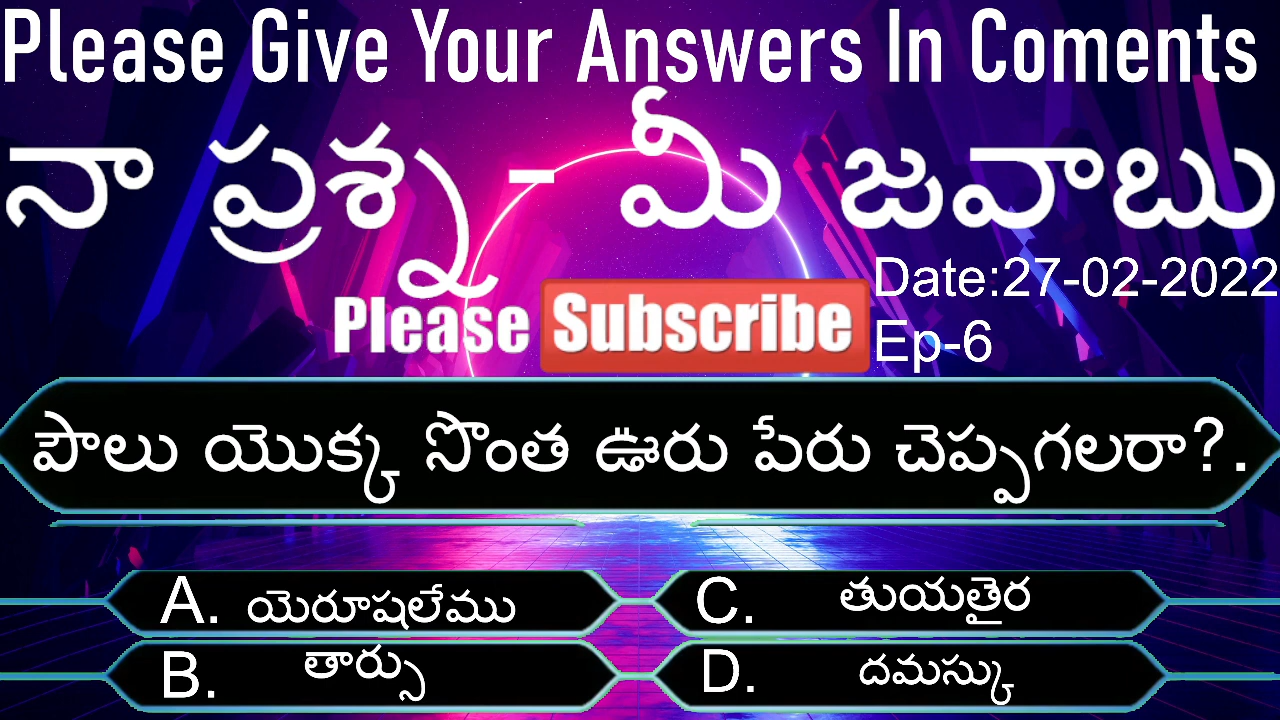 Please Give Your Answers In Coments
నా ప్రశ్న- మీ జవాబు
Date:27-02-2022
Please Subscribe
Ep-6
పౌలు యొక్క సొంత ఊరు పేరు చెప్పగలరా?.
A. యెరూషలేము
C. తుయతైర
B. తార్సు
D. దమస్కు